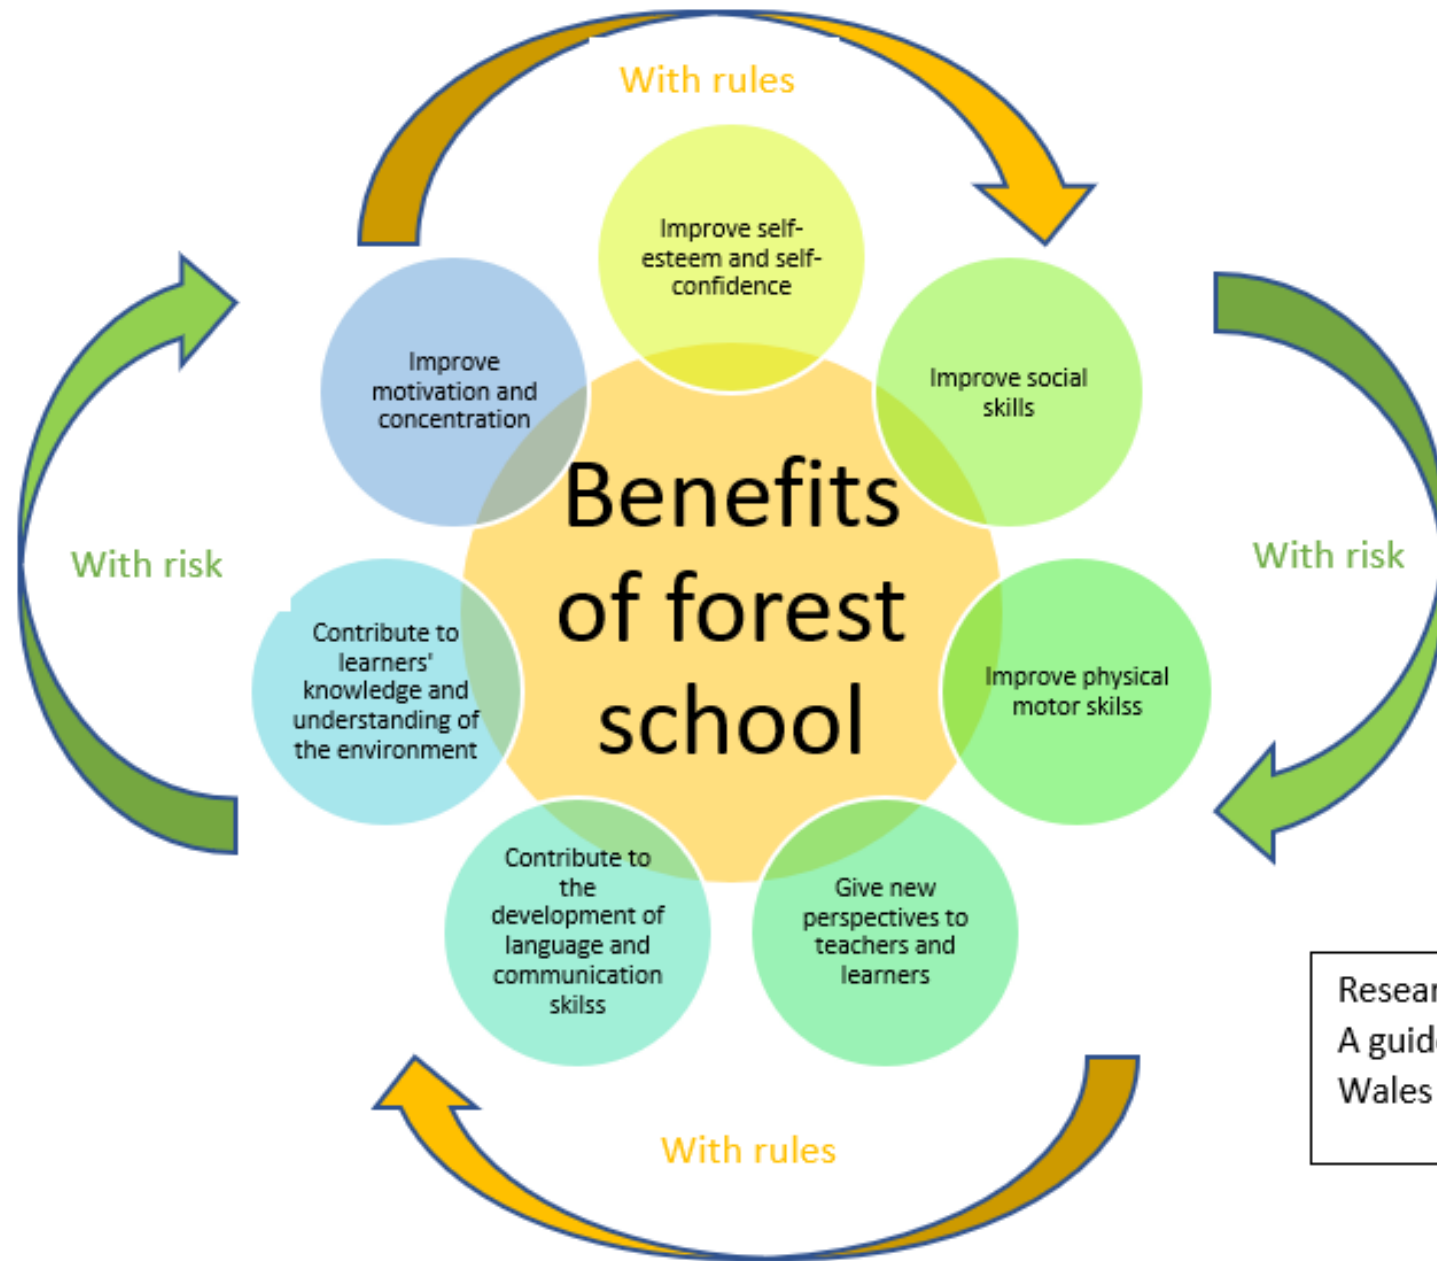 With rules
Improve self-
esteem and self-
confidence
Improve
motivation and
concentration
Improve social
skills
Benefits
of forest
school
With risk
With risk
Contribute to
learners'
knowledge and
understanding of
the environment
Improve physical
motor skilss
Contribute to
the
development of
language and
communication
skilss
Give new
perspectives to
teachers and
learners
With rules
A
Wales